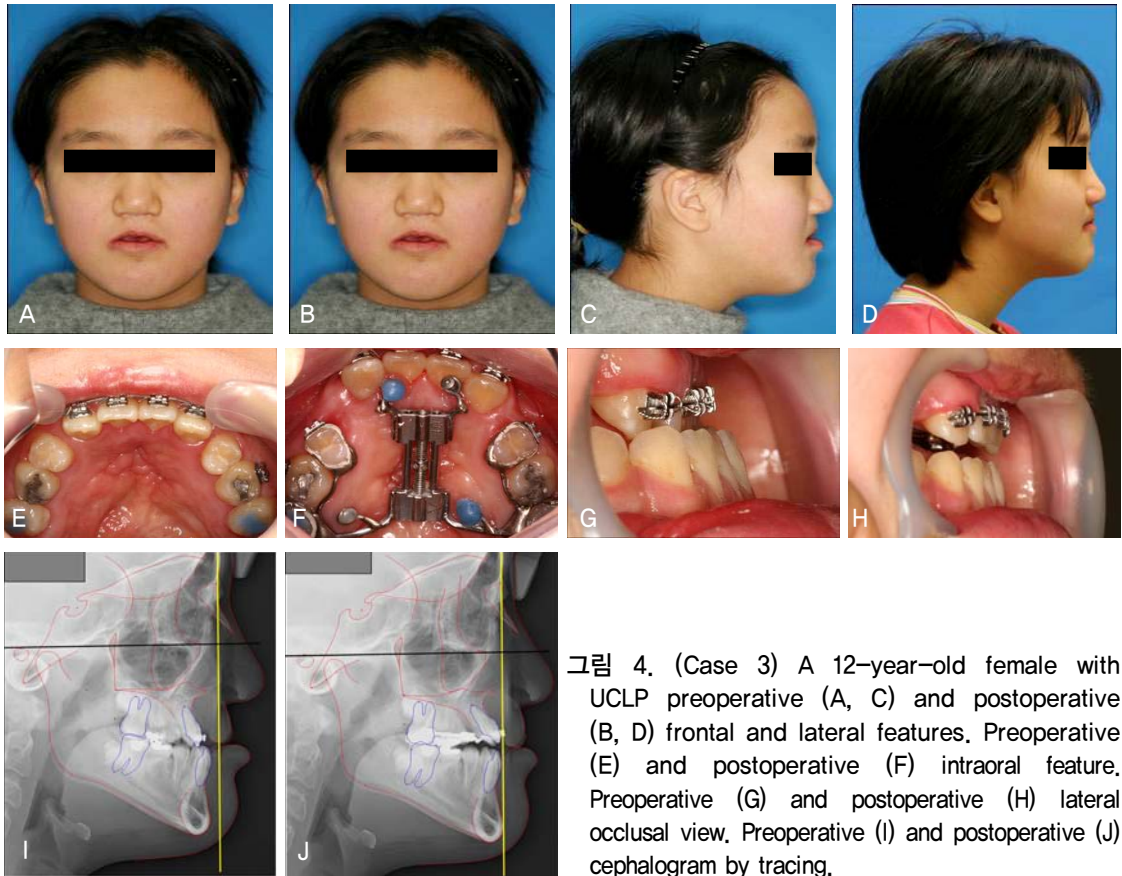 A
B
C
D
E
F
G
H
I
J
그림 4. (Case 3) A 12-year-old female with
UCLP preoperative (A, C) and postoperative
(B, D) frontal and lateral features. Preoperative
(E) and postoperative (F) intraoral feature.
Preoperative (G) and postoperative (H) lateral
occlusal view. Preoperative (I) and postoperative (J)
cephalogram by tracing.